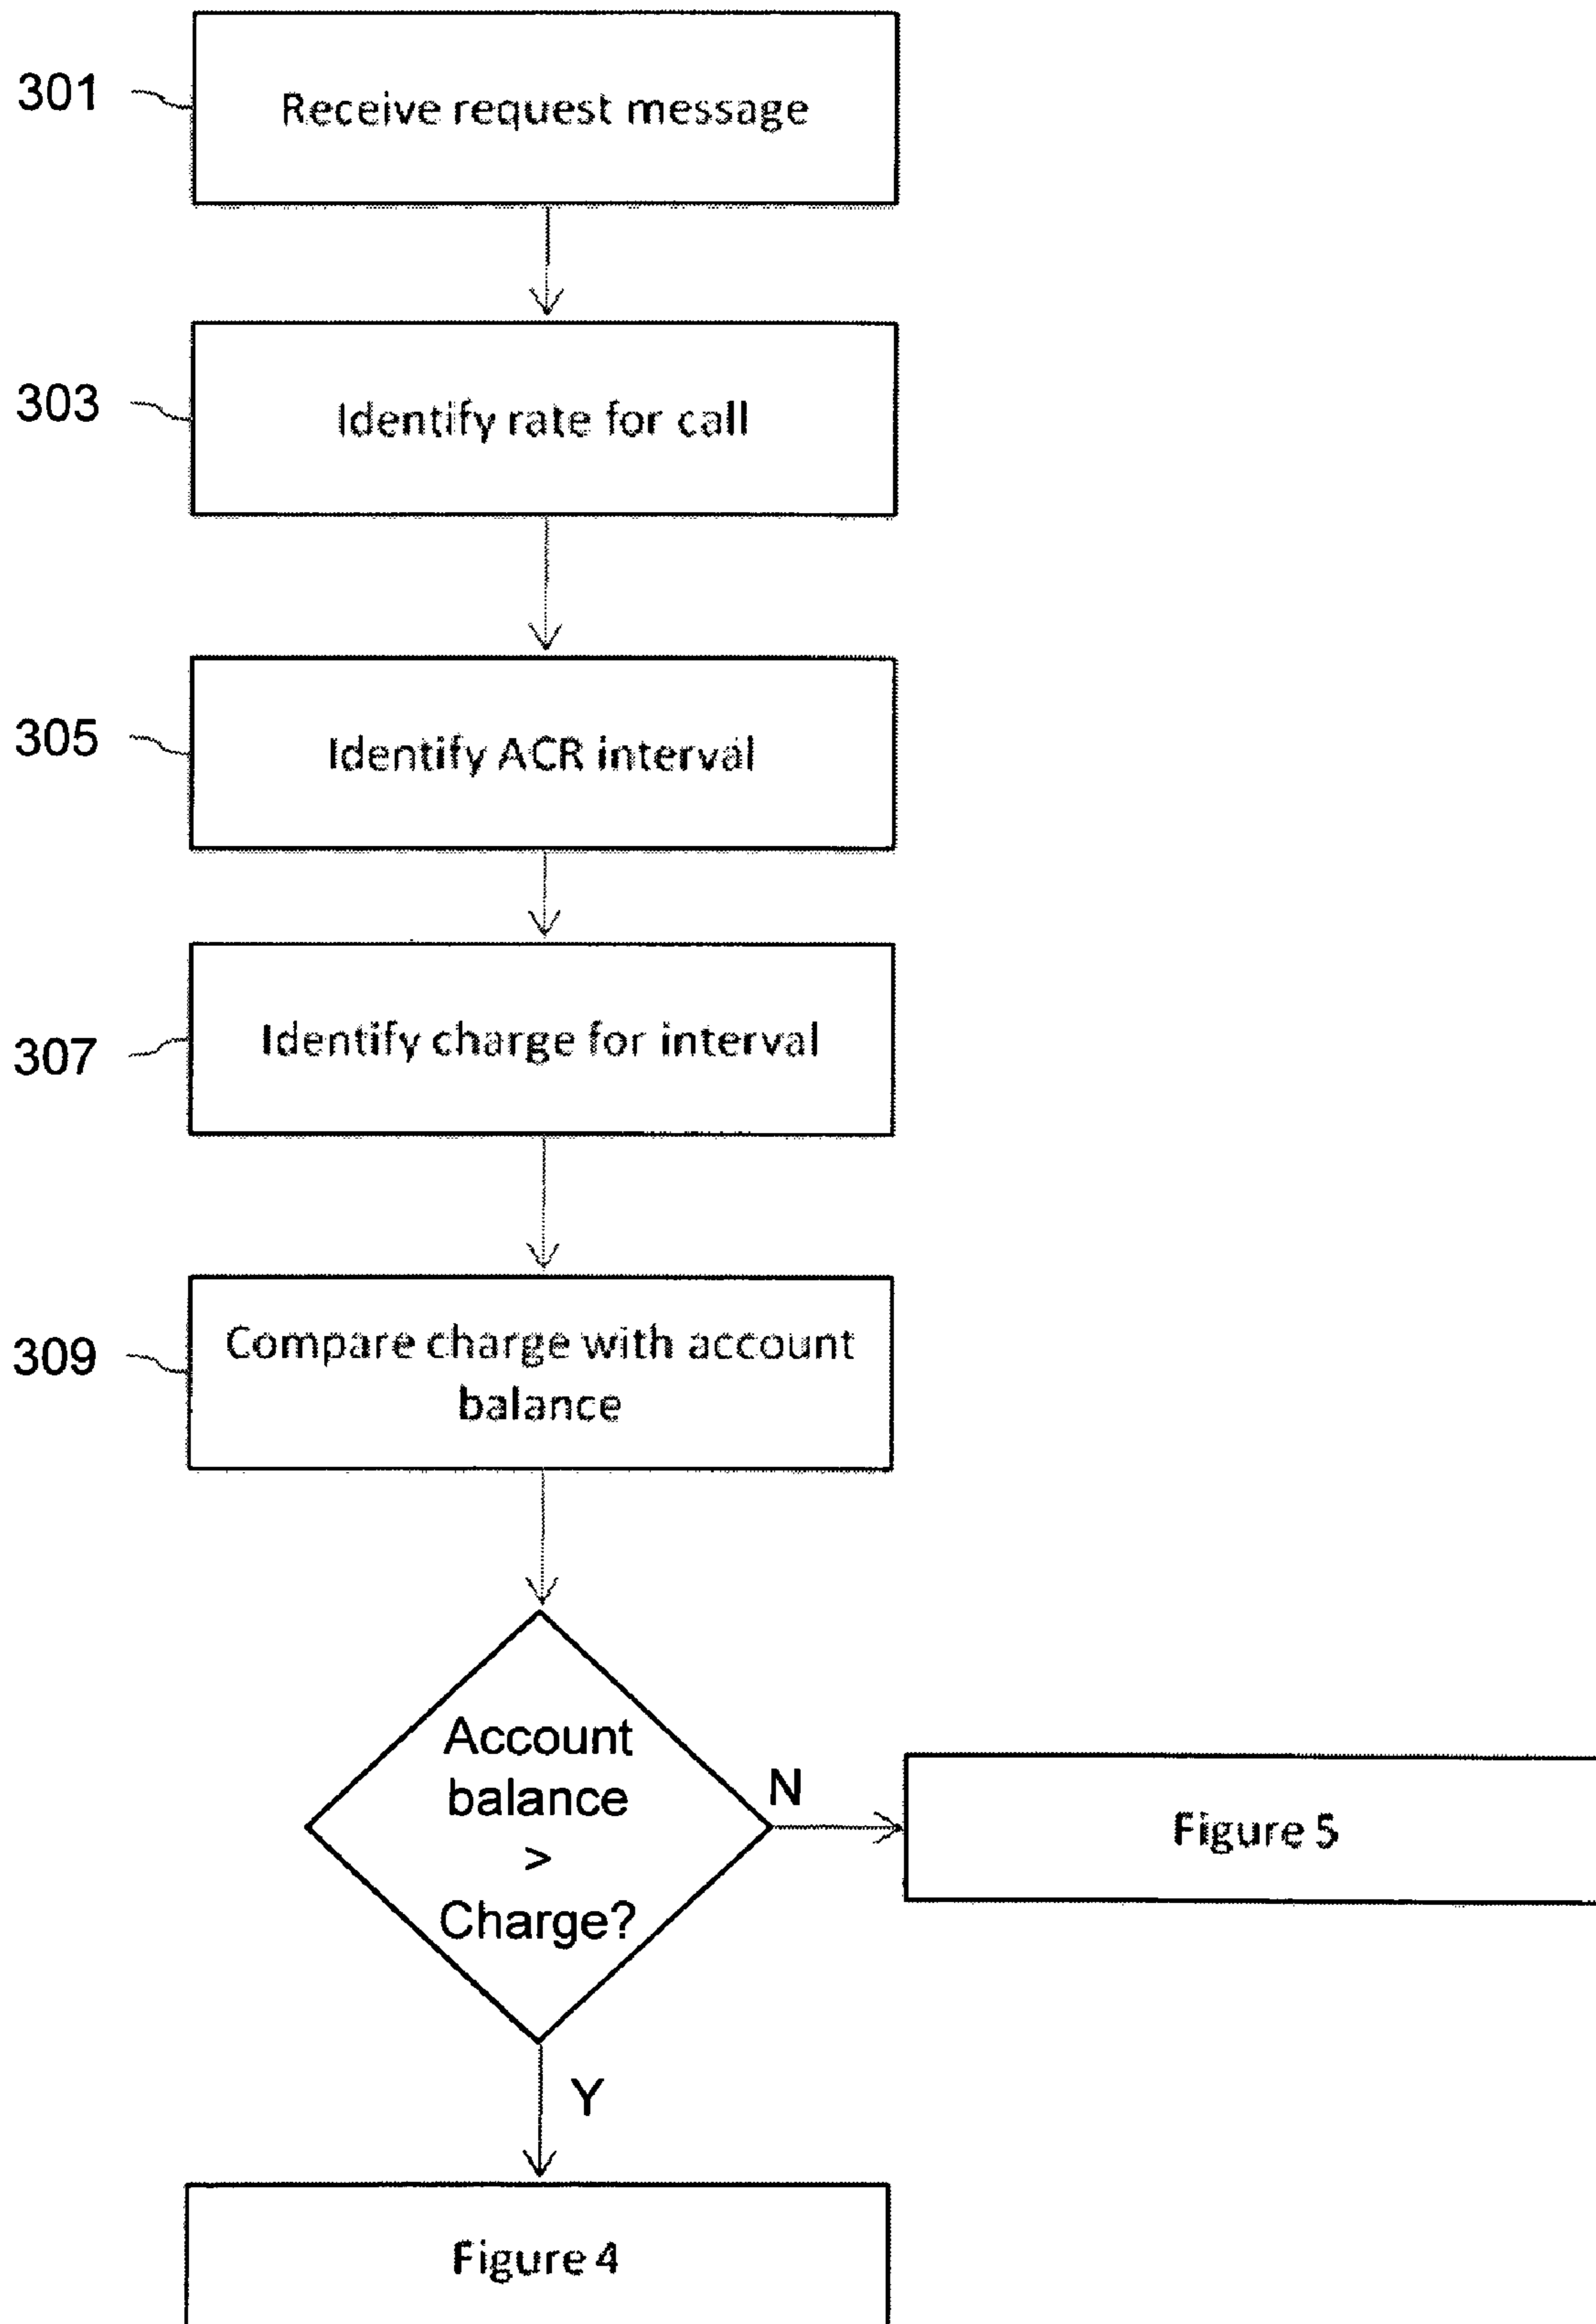 301
Receive request message
303
Identify rate for call
305
Identify ACR interval
307
Identify charge for interval
309
Compare charge with account
balance
Account
balance
>
Charge?
N
Figure 5
Y
Figure 4